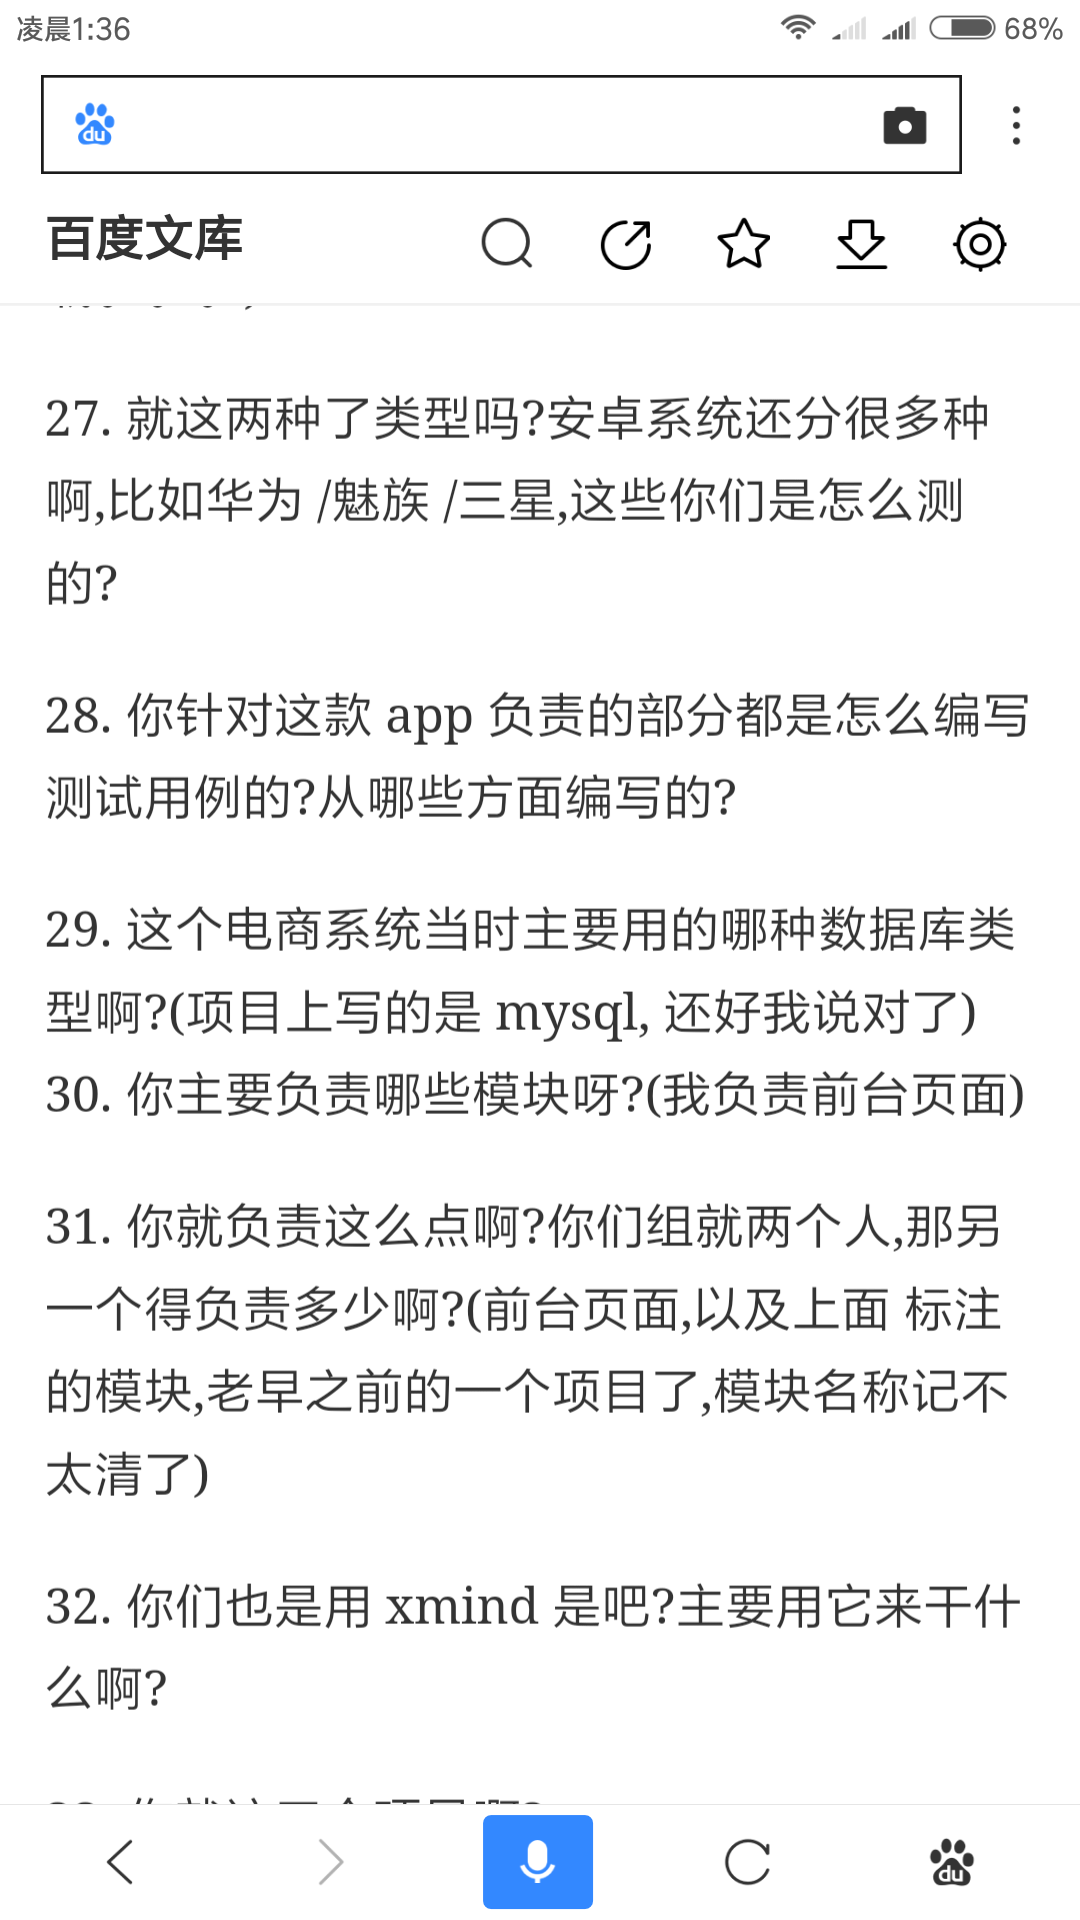 凌晨1:36
68%
du
百度文库
27. 就这两种了类型吗?安卓系统还分很多种
啊,比如华为 /魅族 /三星,这些你们是怎么测
的?
28. 你针对这款 app 负责的部分都是怎么编写
测试用例的?从哪些方面编写的?
29. 这个电商系统当时主要用的哪种数据库类
型啊?(项目上写的是 mysql, 还好我说对了)
30. 你主要负责哪些模块呀?(我负责前台页面)
31. 你就负责这么点啊?你们组就两个人,那另
一个得负责多少啊?(前台页面,以及上面 标注
的模块,老早之前的一个项目了,模块名称记不
太清了)
32. 你们也是用 xmind 是吧?主要用它来干什
么啊?
du